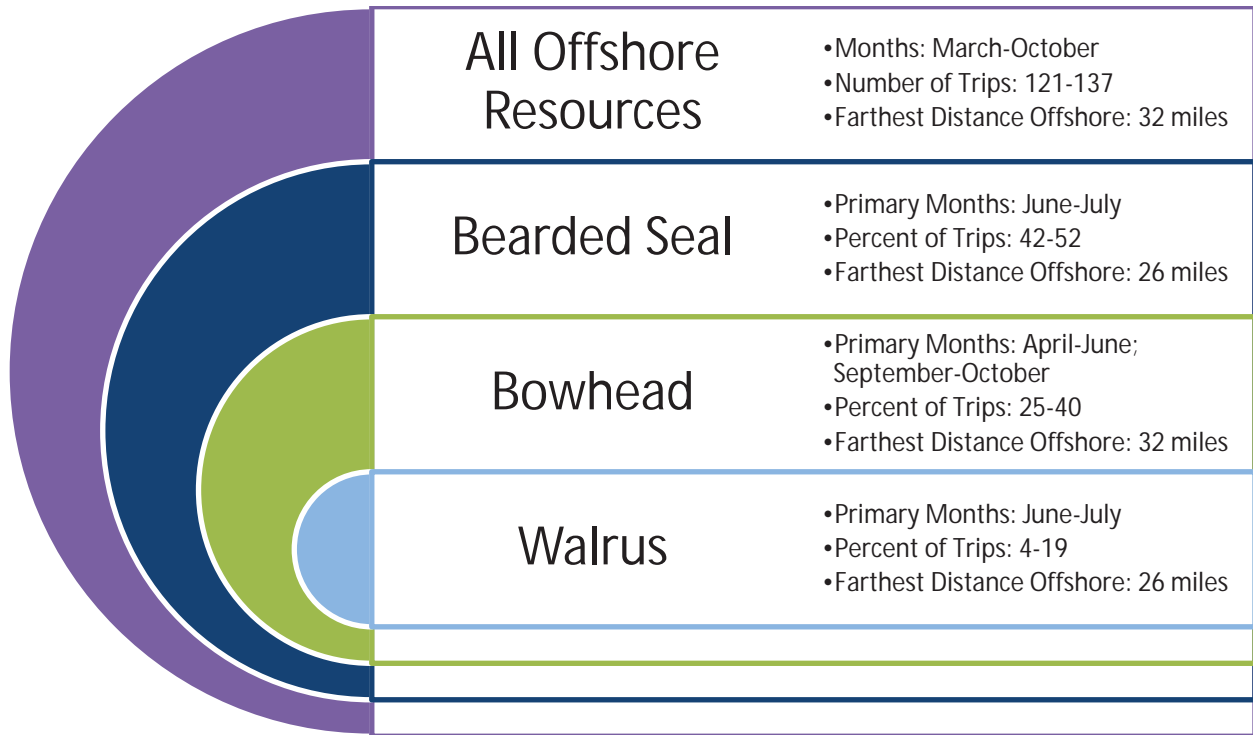 All Offshore
Resources
•Months: March-October
•Number of Trips: 121-137
•Farthest Distance Offshore: 32 miles
Bearded Seal
•Primary Months: June-July
•Percent of Trips: 42-52
•Farthest Distance Offshore: 26 miles
Bowhead
•Primary Months: April-June;
September-October
•Percent of Trips: 25-40
•Farthest Distance Offshore: 32 miles
Walrus
•Primary Months: June-July
•Percent of Trips: 4-19
•Farthest Distance Offshore: 26 miles